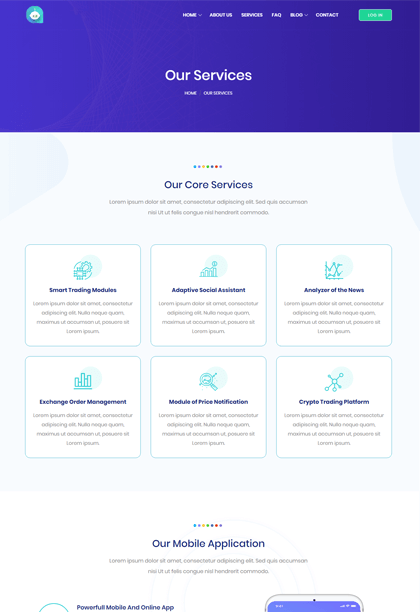 HOME ABOUT US SERVICES FAQ BLOG CONTACT LOG IN
Our Services
HOME OUR SERVICES
Our Core Services
Lorem ipsum dolor sit amet, consectetur adipiscing elit. Sed quis accumsan
nisi Ut ut felis congue nisl hendrerit commodo.
Smart Trading Modules
Lorem ipsum dolor sit amet, consectetur
adipiscing elit. Nulla neque quam,
maximus ut accumsan ut, posuere sit
Lorem ipsum.
Adaptive Social Assistant
Lorem ipsum dolor sit amet, consectetur
adipiscing elit. Nulla neque quam,
maximus ut accumsan ut, posuere sit
Lorem ipsum.
Analyzer of the News
Lorem ipsum dolor sit amet, consectetur
adipiscing elit. Nulla neque quam,
maximus ut accumsan ut, posuere sit
Lorem ipsum.
Exchange Order Management
Lorem ipsum dolor sit amet, consectetur
adipiscing elit. Nulla neque quam,
maximus ut accumsan ut, posuere sit
Lorem ipsum.
Module of Price Notification
Lorem ipsum dolor sit amet, consectetur
adipiscing elit. Nulla neque quam,
maximus ut accumsan ut, posuere sit
Lorem ipsum.
Crypto Trading Platform
Lorem ipsum dolor sit amet, consectetur
adipiscing elit. Nulla neque quam,
maximus ut accumsan ut, posuere sit
Lorem ipsum.
Our Mobile Application
Lorem ipsum dolor sit amet, consectetur adipiscing elit. Sed quis accumsan
nisi Ut ut felis congue nisl hendrerit commodo.
Powerfull Mobile And Online App